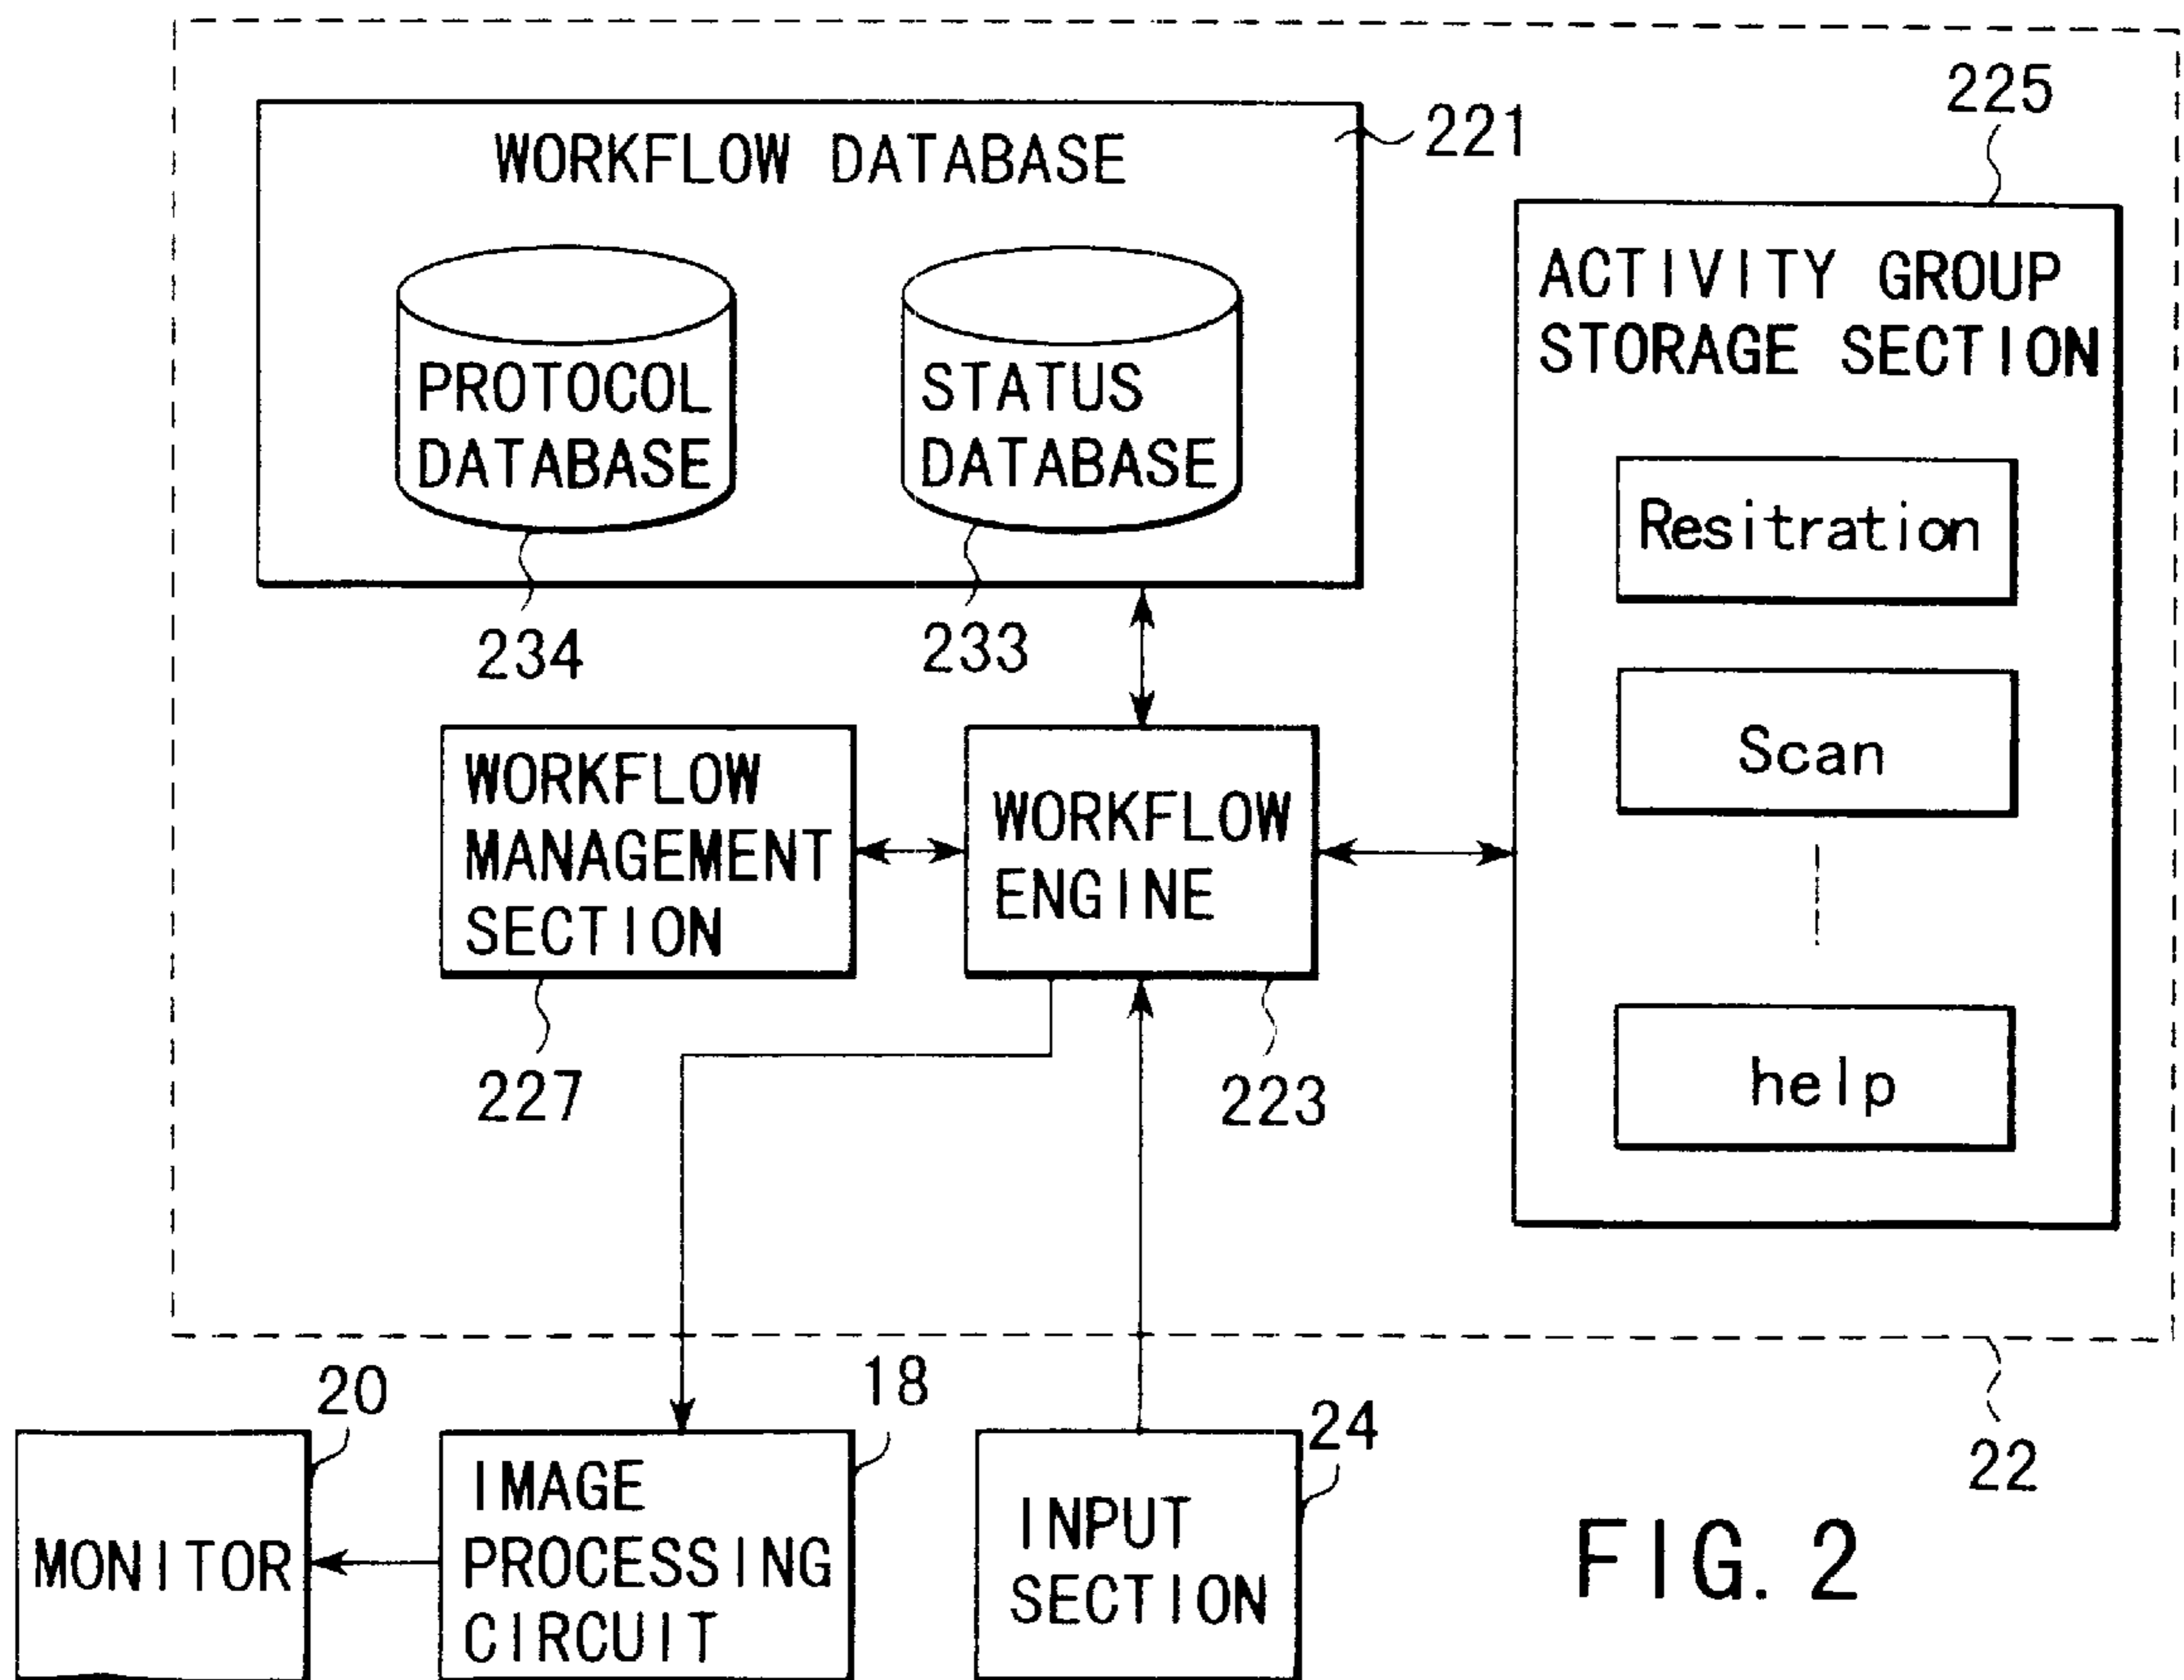 225
WORKFLOW DATABASE
221
ACTIVITY GROUP
STORAGE SECTION
PROTOCOL
DATABASE
STATUS
DATABASE
Resitration
234
233
Scan
WORKFLOW
MANAGEMENT
SECTION
WORKFLOW
ENGINE
help
227
223
20
18
24
22
MONITOR
IMAGE
PROCESSING
CIRCUIT
INPUT
SECTION
FIG. 2